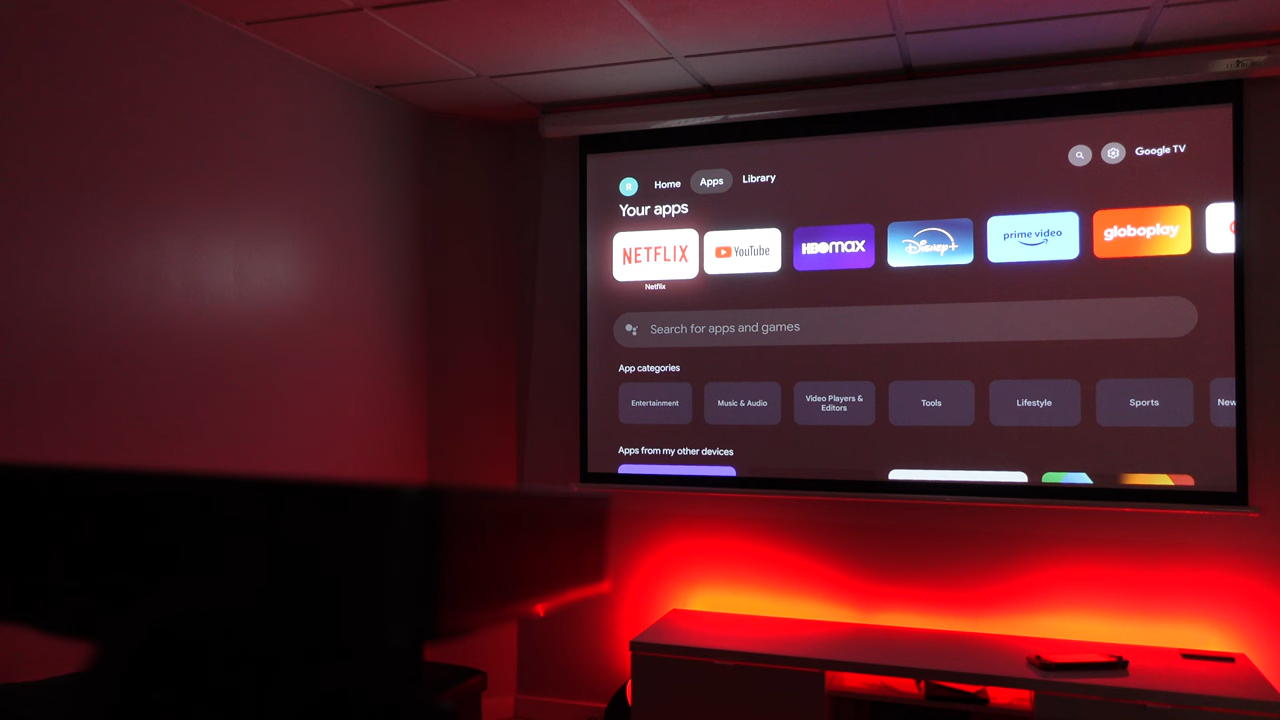 Google TV
R Home Apps Library
Your apps
NETFLIX YouTube HBOMAX Disney+ prime video globoplay
Netflix
Search for apps and games
App categories
Entertainment Music & Audio Video Players & Editors Tools Lifestyle Sports New
Apps from my other devices